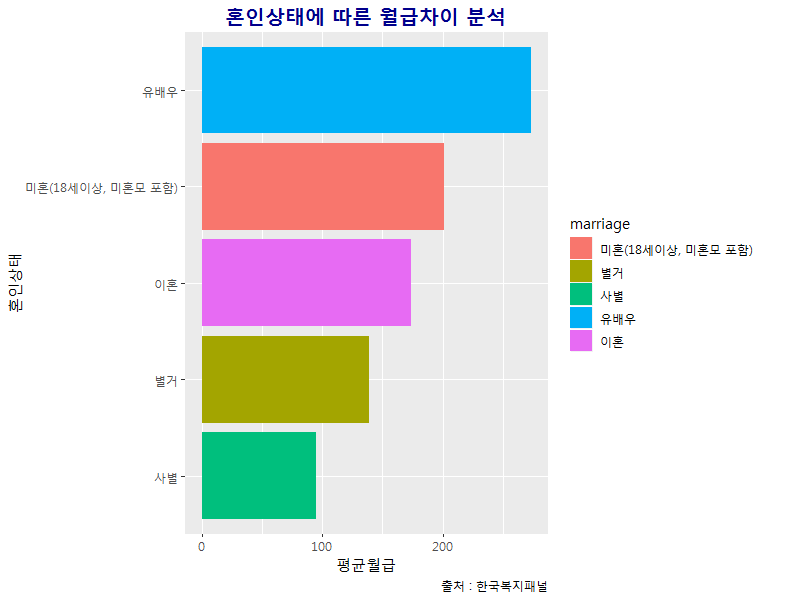 혼인상태에 따른 월급차이 분석
혼인상태
유배우
미혼(18세이상, 미혼모 포함)
이혼
별거
사별
0 100 200
평균월급
marriage
미혼(18세이상, 미혼모 포함)
별거
사별
유배우
이혼
출처 : 한국복지패널